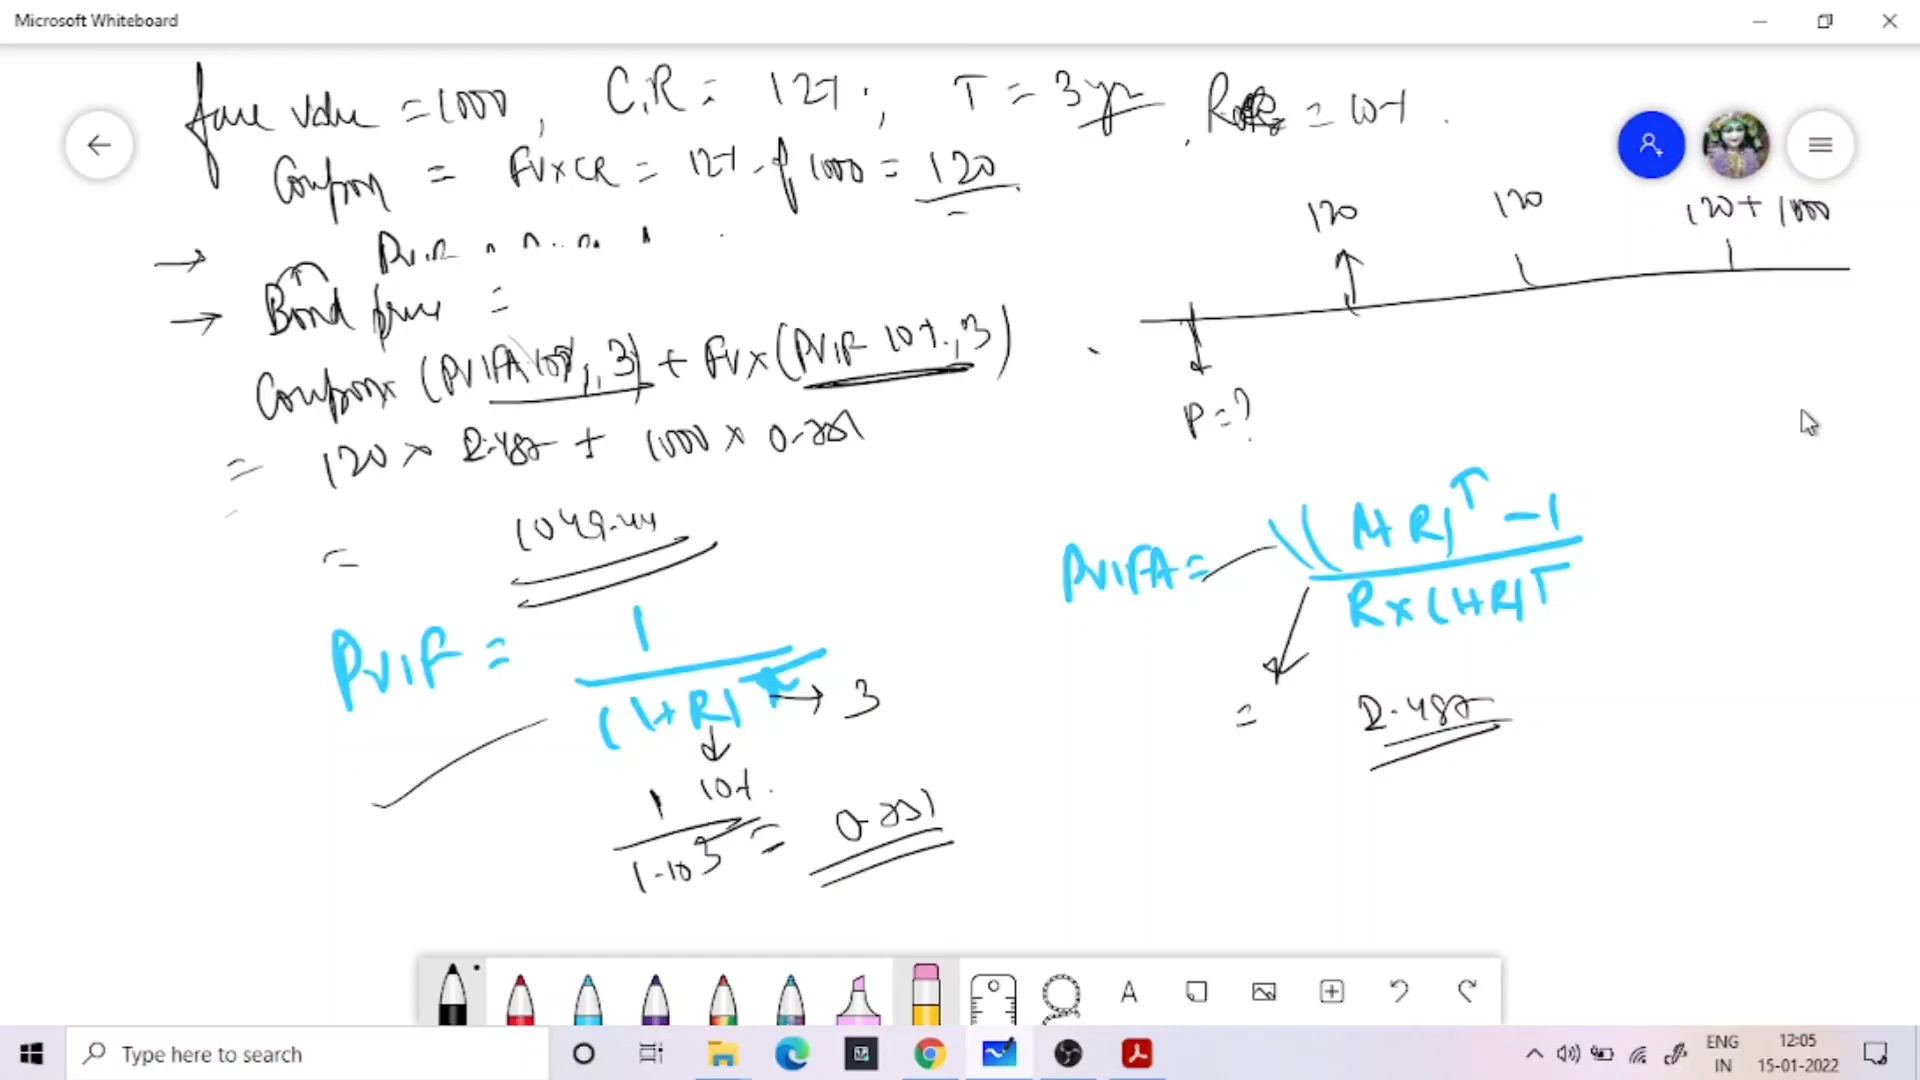 Microsoft Whiteboard
face value = 1000, C.R = 12%, T = 3yr, R = 10%.
Coupon = FV x CR = 12% of 1000 = 120
120 120 120 + 1000
→ Bond price =
Coupon x (PVIFA 10%, 3) + FV x (PVIF 10%, 3)
P = ?
= 120 x 2.487 + 1000 x 0.751
= 1049.44
PVIFA = ((1+R)^T - 1
R x (1+R)^T
PVIF = 1
(1+R)^T → 3
10%.
= 2.487
1
1.10^3 = 0.751
Type here to search
ENG
IN
12:05
15-01-2022